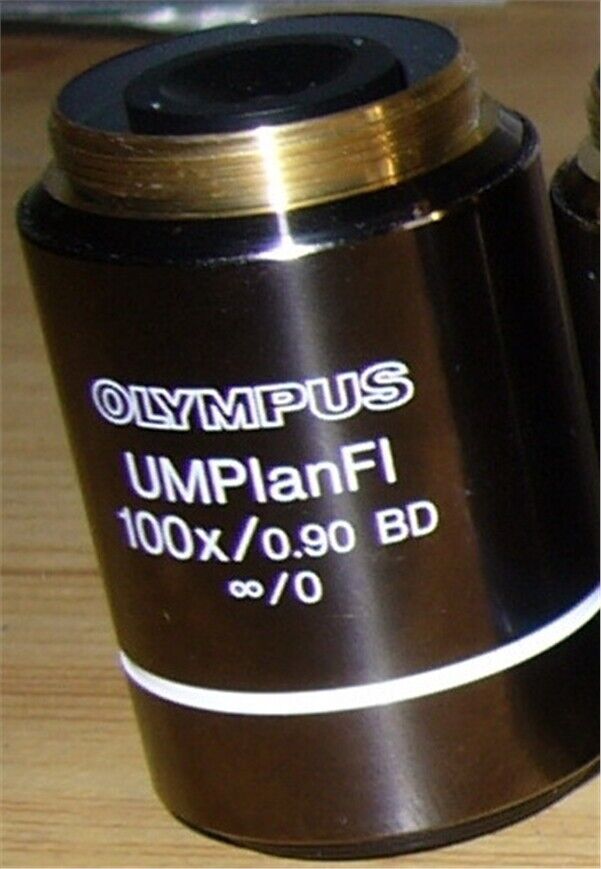 OLYMPUS
UMPlanFl
100x/0.90 BD
∞/0